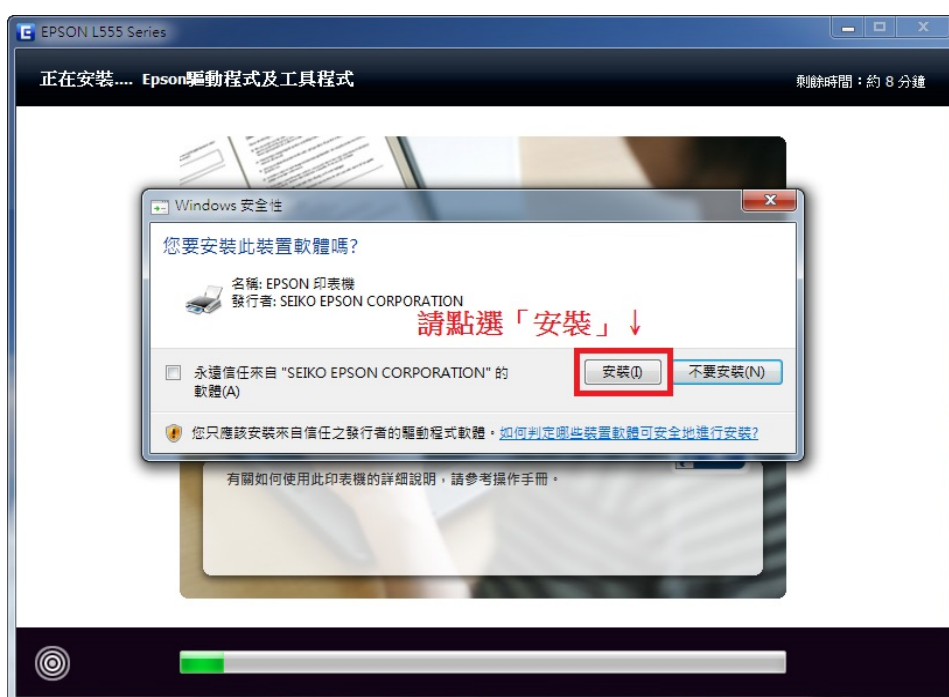 EPSON L555 Series
正在安裝.... Epson驅動程式及工具程式
剩餘時間：約 8 分鐘
Windows 安全性
您要安裝此裝置軟體嗎?
名稱: EPSON 印表機
發行者: SEIKO EPSON CORPORATION
請點選「安裝」↓
永遠信任來自 "SEIKO EPSON CORPORATION" 的
軟體(A)
安裝(I)
不要安裝(N)
您只應該安裝來自信任之發行者的驅動程式軟體。如何判定哪些裝置軟體可安全地進行安裝?
有關如何使用此印表機的詳細說明，請參考操作手冊。